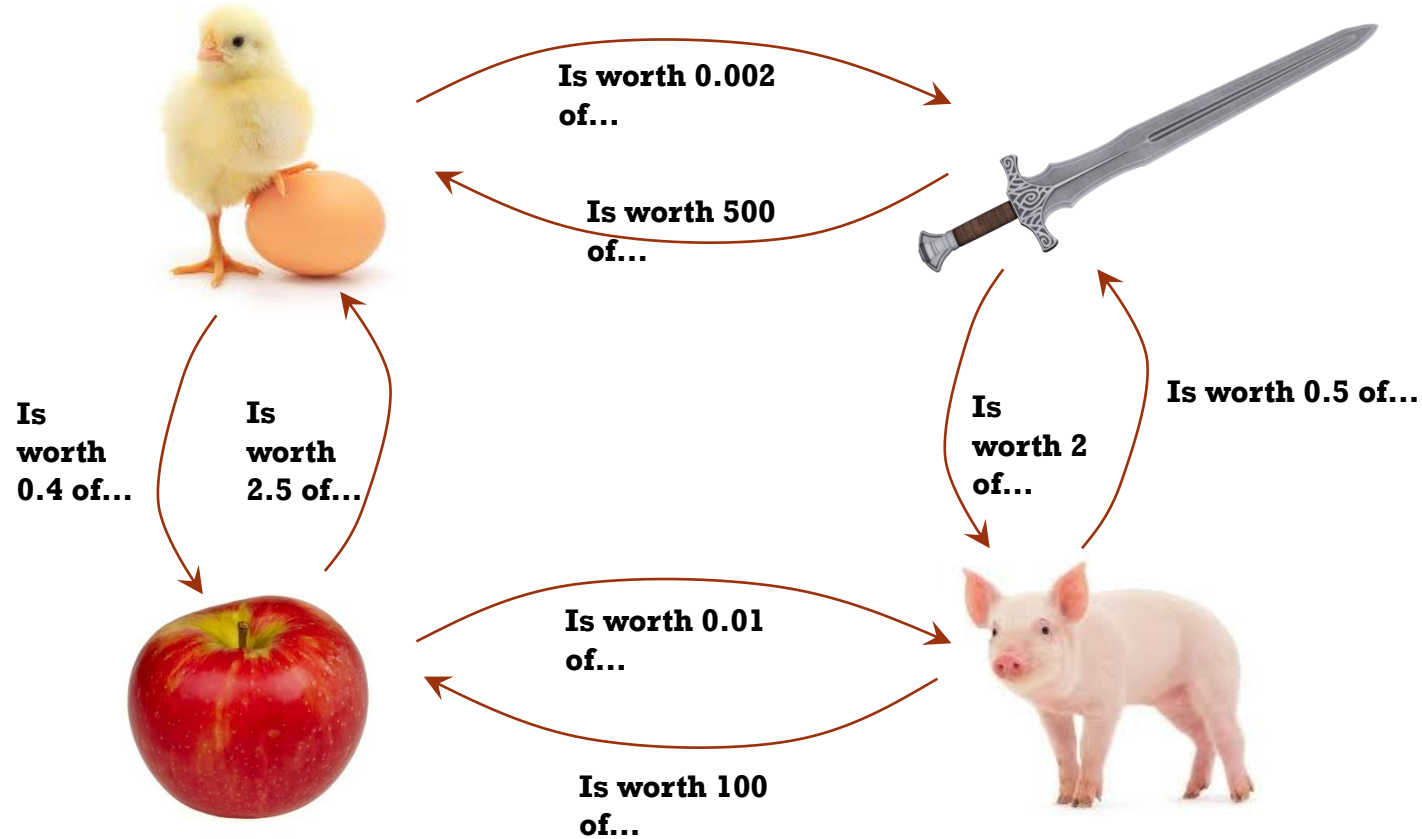 Is worth 0.002
of...
Is worth 500
of...
Is
worth
0.4 of...
Is
worth
2.5 of...
Is
worth 2
of...
Is worth 0.5 of...
Is worth 0.01
of...
Is worth 100
of...